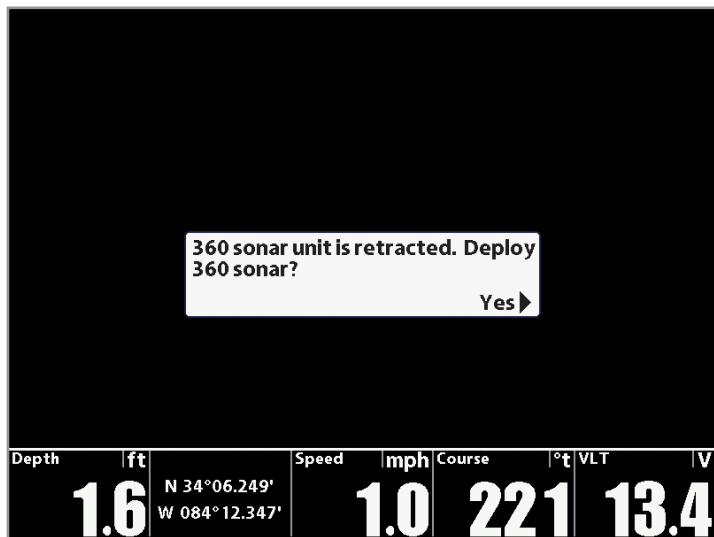 360 sonar unit is retracted. Deploy
360 sonar?
Yes
Depth ft
1.6
N 34°06.249'
W 084°12.347'
Speed mph
1.0
Course °t
221
VLT V
13.4